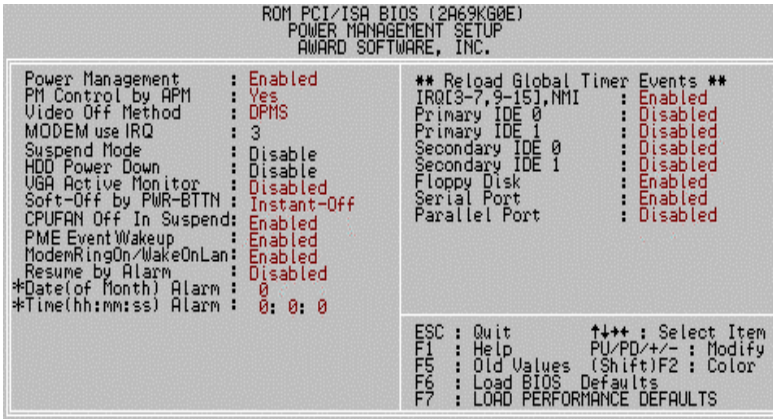 ROM PCI/ISA BIOS (2A69KG0E)
POWER MANAGEMENT SETUP
AWARD SOFTWARE, INC.
Power Management : Enabled
PM Control by APM : Yes
Video Off Method : DPMS
MODEM use IRQ : 3
Suspend Mode : Disable
HDD Power Down : Disable
VGA Active Monitor : Disabled
Soft-Off by PWR-BTTN : Instant-Off
CPUFAN Off In Suspend: Enabled
PME Event Wakeup : Enabled
ModemRingOn/WakeOnLan: Enabled
Resume by Alarm : Disabled
*Date(of Month) Alarm : 0
*Time(hh:mm:ss) Alarm : 0: 0: 0
** Reload Global Timer Events **
IRQ[3-7,9-15],NMI : Enabled
Primary IDE 0 : Disabled
Primary IDE 1 : Disabled
Secondary IDE 0 : Disabled
Secondary IDE 1 : Disabled
Floppy Disk : Enabled
Serial Port : Enabled
Parallel Port : Disabled
ESC : Quit ↑↓→← : Select Item
F1 : Help PU/PD/+/- : Modify
F5 : Old Values (Shift)F2 : Color
F6 : Load BIOS Defaults
F7 : LOAD PERFORMANCE DEFAULTS